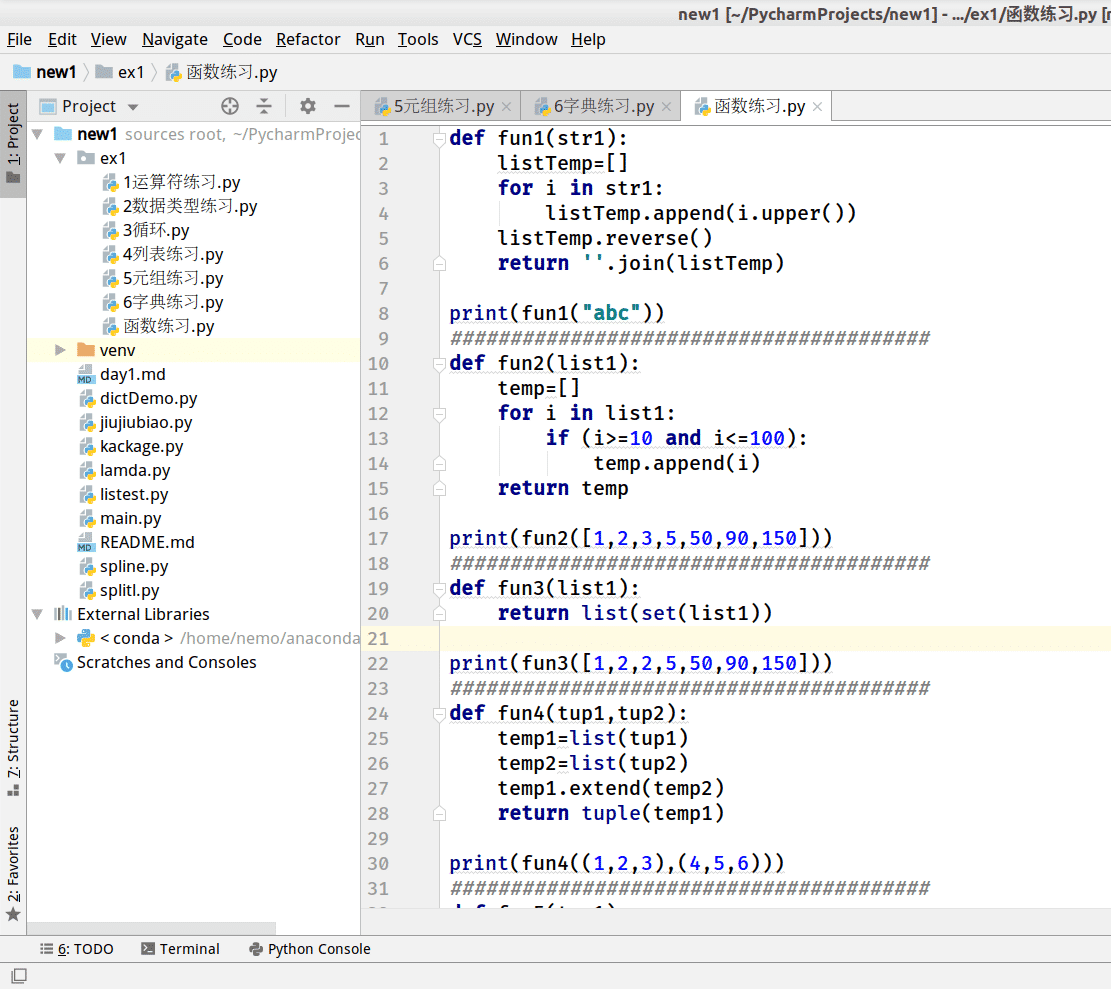 new1 [~/PycharmProjects/new1] - .../ex1/函数练习.py
File Edit View Navigate Code Refactor Run Tools VCS Window Help
new1 ex1 函数练习.py
1: Project
7: Structure
2: Favorites
Project
new1 sources root, ~/PycharmProjec
ex1
1运算符练习.py
2数据类型练习.py
3循环.py
4列表练习.py
5元组练习.py
6字典练习.py
函数练习.py
venv
day1.md
dictDemo.py
jiujiubiao.py
kackage.py
lamda.py
listest.py
main.py
README.md
spline.py
splitl.py
External Libraries
< conda > /home/nemo/anaconda
Scratches and Consoles
5元组练习.py 6字典练习.py 函数练习.py
1 def fun1(str1):
2 listTemp=[]
3 for i in str1:
4 listTemp.append(i.upper())
5 listTemp.reverse()
6 return ''.join(listTemp)
7
8 print(fun1("abc"))
9 ########################################
10 def fun2(list1):
11 temp=[]
12 for i in list1:
13 if (i>=10 and i<=100):
14 temp.append(i)
15 return temp
16
17 print(fun2([1,2,3,5,50,90,150]))
18 ########################################
19 def fun3(list1):
20 return list(set(list1))
21
22 print(fun3([1,2,2,5,50,90,150]))
23 ########################################
24 def fun4(tup1,tup2):
25 temp1=list(tup1)
26 temp2=list(tup2)
27 temp1.extend(temp2)
28 return tuple(temp1)
29
30 print(fun4((1,2,3),(4,5,6)))
31 ########################################
6: TODO Terminal Python Console